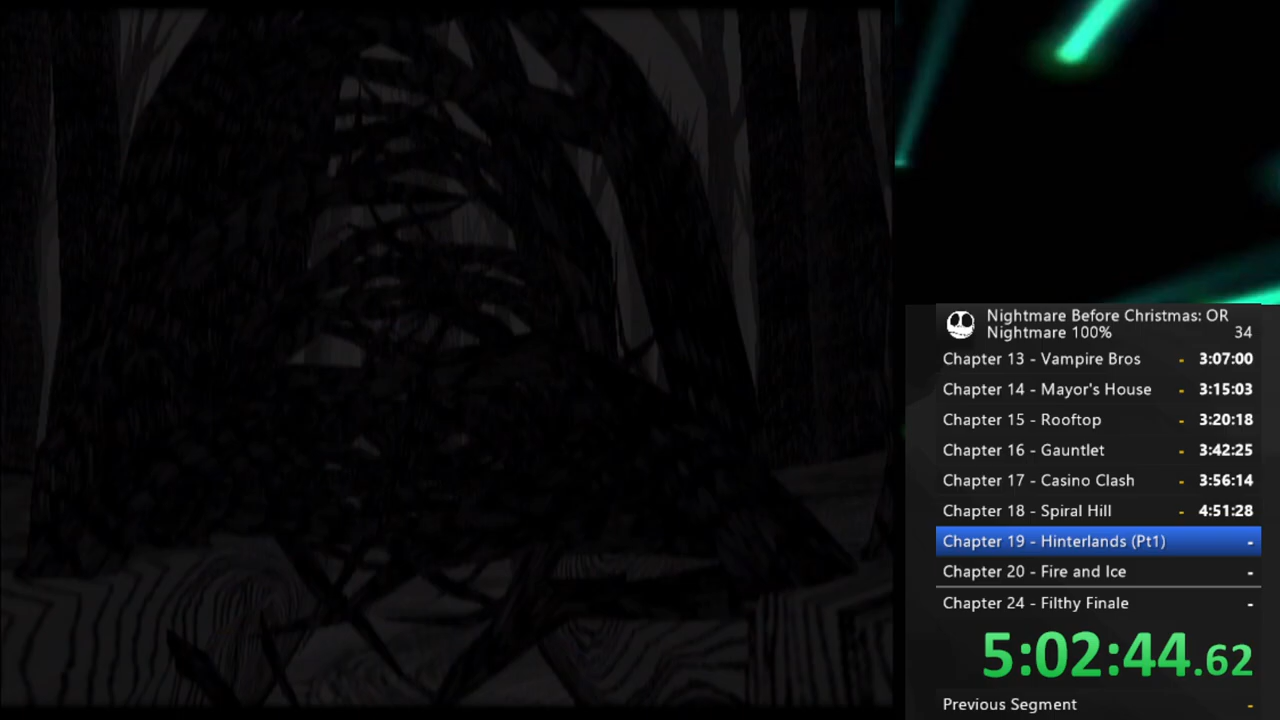 Nightmare Before Christmas: OR
Nightmare 100% 34
Chapter 13 - Vampire Bros - 3:07:00
Chapter 14 - Mayor's House - 3:15:03
Chapter 15 - Rooftop - 3:20:18
Chapter 16 - Gauntlet - 3:42:25
Chapter 17 - Casino Clash - 3:56:14
Chapter 18 - Spiral Hill - 4:51:28
Chapter 19 - Hinterlands (Pt1) -
Chapter 20 - Fire and Ice -
Chapter 24 - Filthy Finale -
5:02:44.62
Previous Segment -